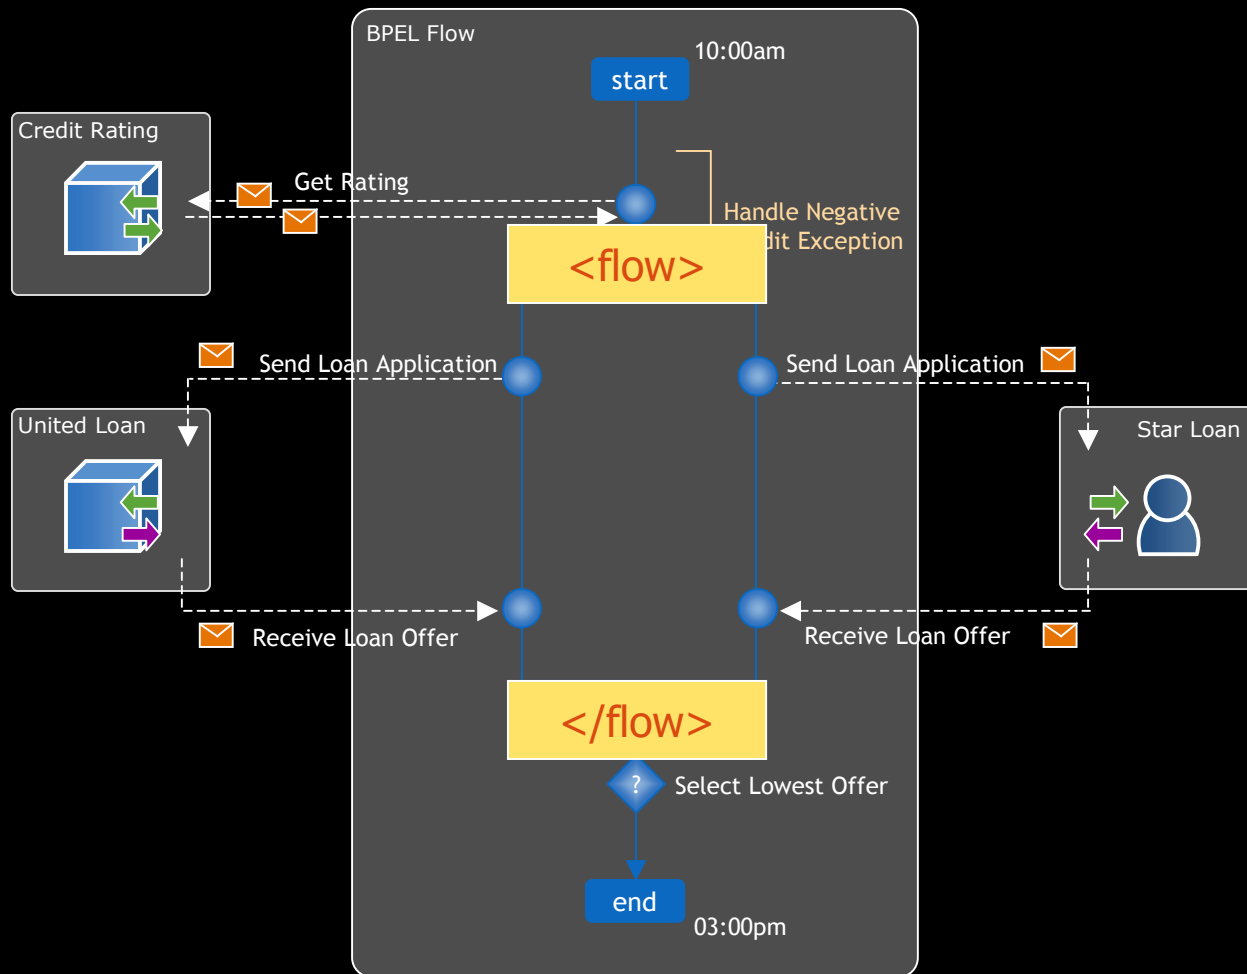 BPEL Flow
10:00am
start
Credit Rating
Get Rating
Handle Negative
dit Exception
<flow>
Send Loan Application
Send Loan Application
United Loan
Star Loan
Receive Loan Offer
Receive Loan Offer
</flow>
?
Select Lowest Offer
end
03:00pm